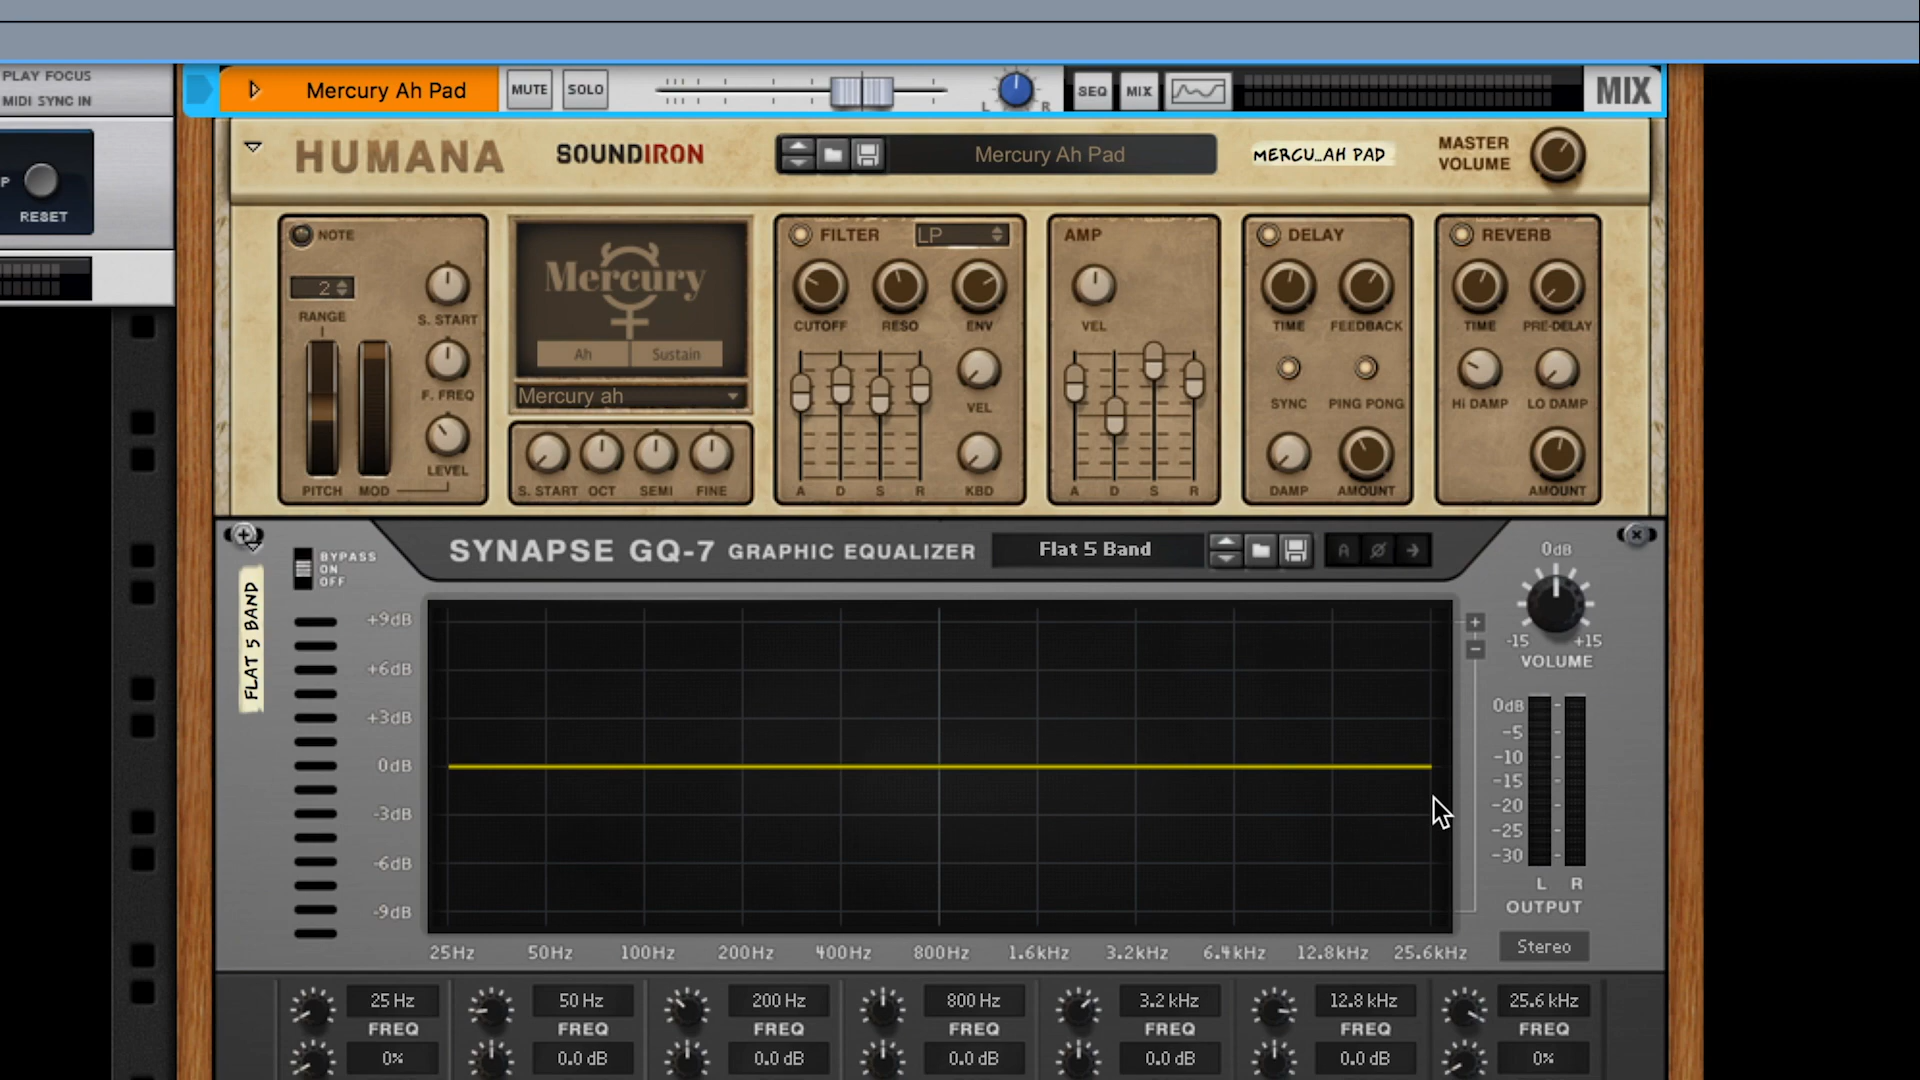 PLAY FOCUS
MIDI SYNC IN
P
RESET
Mercury Ah Pad
MUTE
SOLO
L
R
SEQ
MIX
MIX
HUMANA
SOUNDIRON
Mercury Ah Pad
MERCU…AH PAD
MASTER
VOLUME
NOTE
2
RANGE
S. START
F. FREQ
LEVEL
PITCH
MOD
Mercury
Ah
Sustain
Mercury ah
S. START
OCT
SEMI
FINE
FILTER
LP
CUTOFF
RESO
ENV
VEL
KBD
A
D
S
R
AMP
VEL
A
D
S
R
DELAY
TIME
FEEDBACK
SYNC
PING PONG
DAMP
AMOUNT
REVERB
TIME
PRE-DELAY
Hi DAMP
LO DAMP
AMOUNT
BYPASS
ON
OFF
SYNAPSE GQ-7 GRAPHIC EQUALIZER
Flat 5 Band
A
Ø
FLAT 5 BAND
0dB
-15
+15
VOLUME
+9dB
+6dB
+3dB
0dB
-3dB
-6dB
-9dB
+
-
0dB
-5
-10
-15
-20
-25
-30
L R
OUTPUT
Stereo
25Hz 50Hz 100Hz 200Hz 400Hz 800Hz 1.6kHz 3.2kHz 6.4kHz 12.8kHz 25.6kHz
25 Hz 50 Hz 200 Hz 800 Hz 3.2 kHz 12.8 kHz 25.6 kHz
FREQ FREQ FREQ FREQ FREQ FREQ FREQ
0% 0.0 dB 0.0 dB 0.0 dB 0.0 dB 0.0 dB 0%